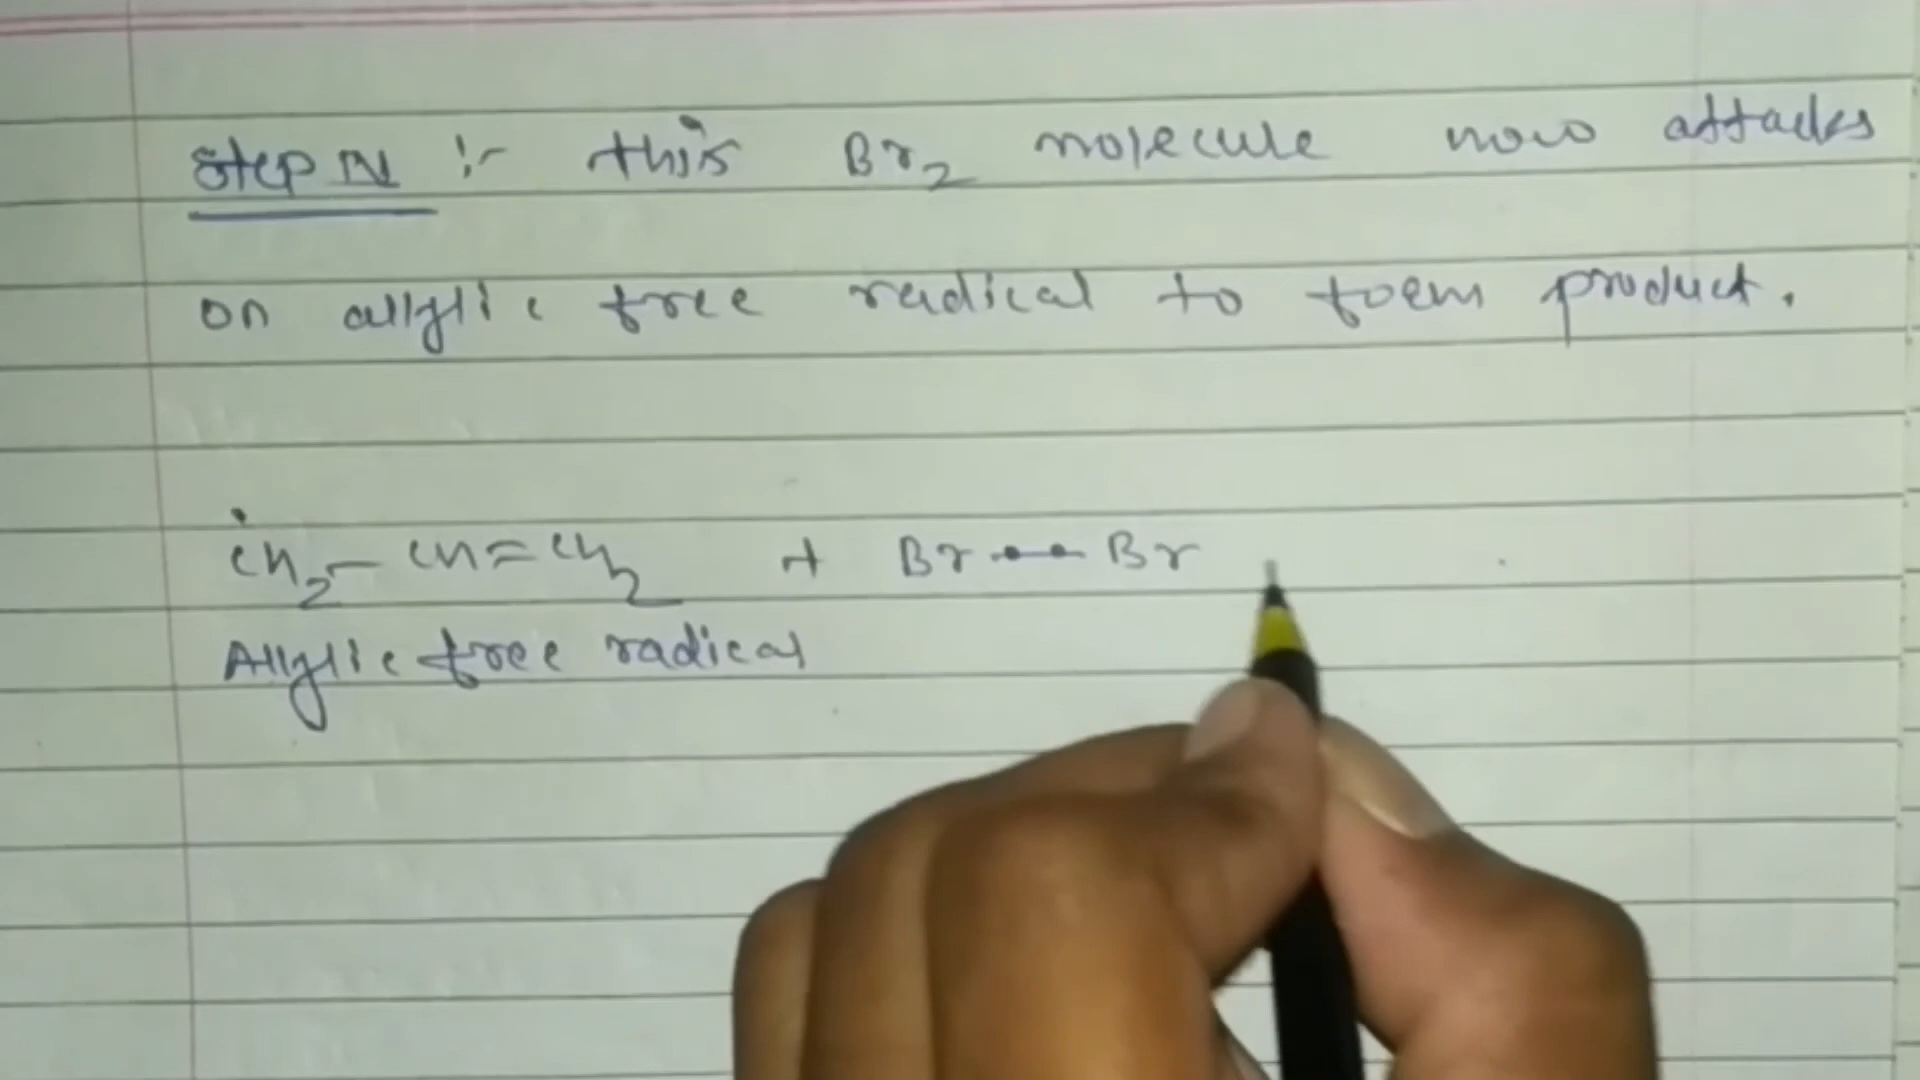 Step IV :- this Br₂ molecule now attacks
on allylic free radical to form product.
ĊH₂ - CH = CH₂ + Br •—• Br
Allylic free radical